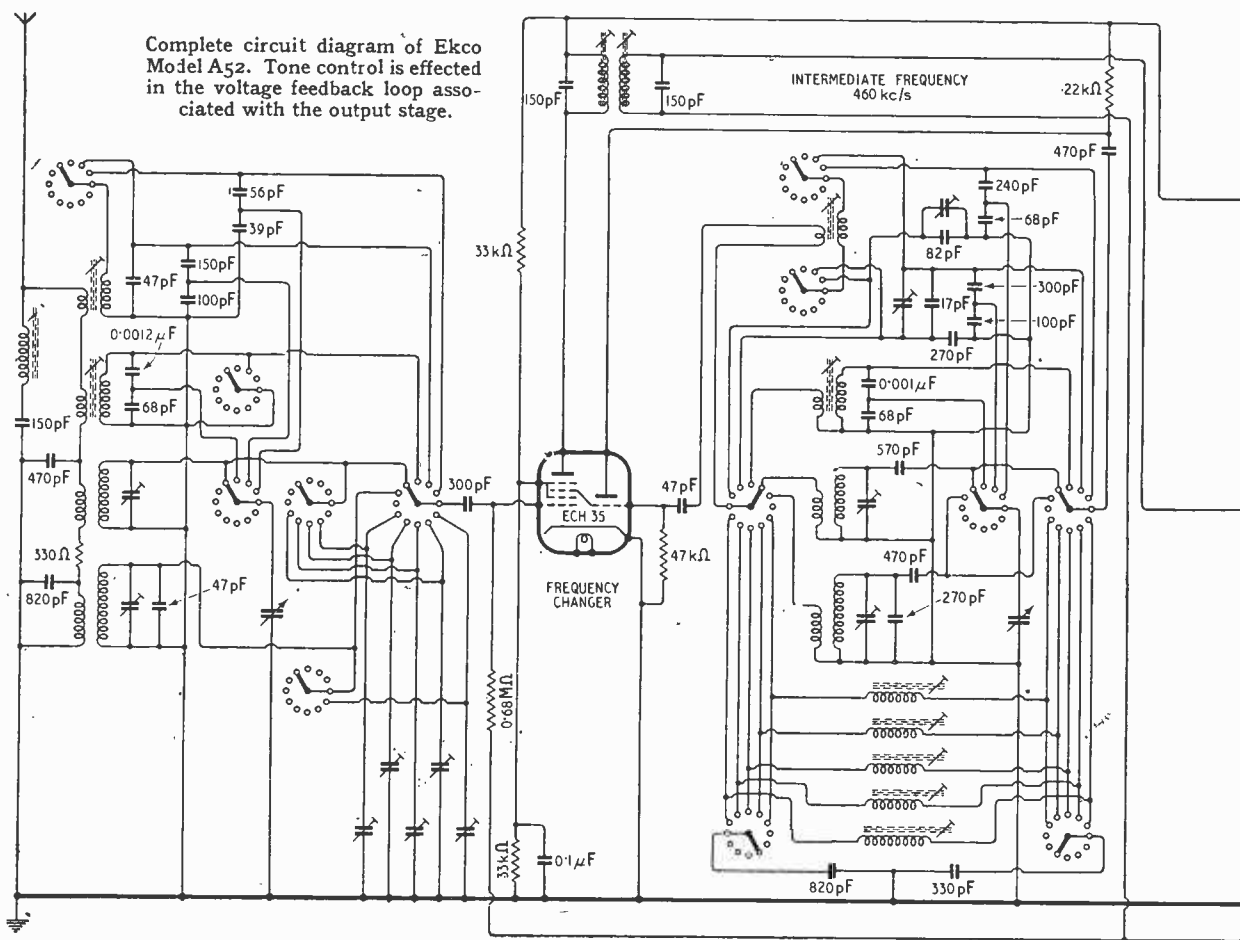 Complete circuit diagram of Ekco
Model A52. Tone control is effected
in the voltage feedback loop asso-
ciated with the output stage.
150pF
150pF
INTERMEDIATE FREQUENCY
460 kc/s
22kΩ
470pF
56pF
39pF
150pF
47pF
100pF
0.0012μF
68pF
150pF
470pF
330Ω
820pF
47pF
33kΩ
300pF
ECH 35
FREQUENCY
CHANGER
47pF
47kΩ
0.68MΩ
33kΩ
0.1μF
240pF
68pF
82pF
300pF
17pF
100pF
270pF
0.001μF
68pF
570pF
470pF
270pF
820pF
330pF